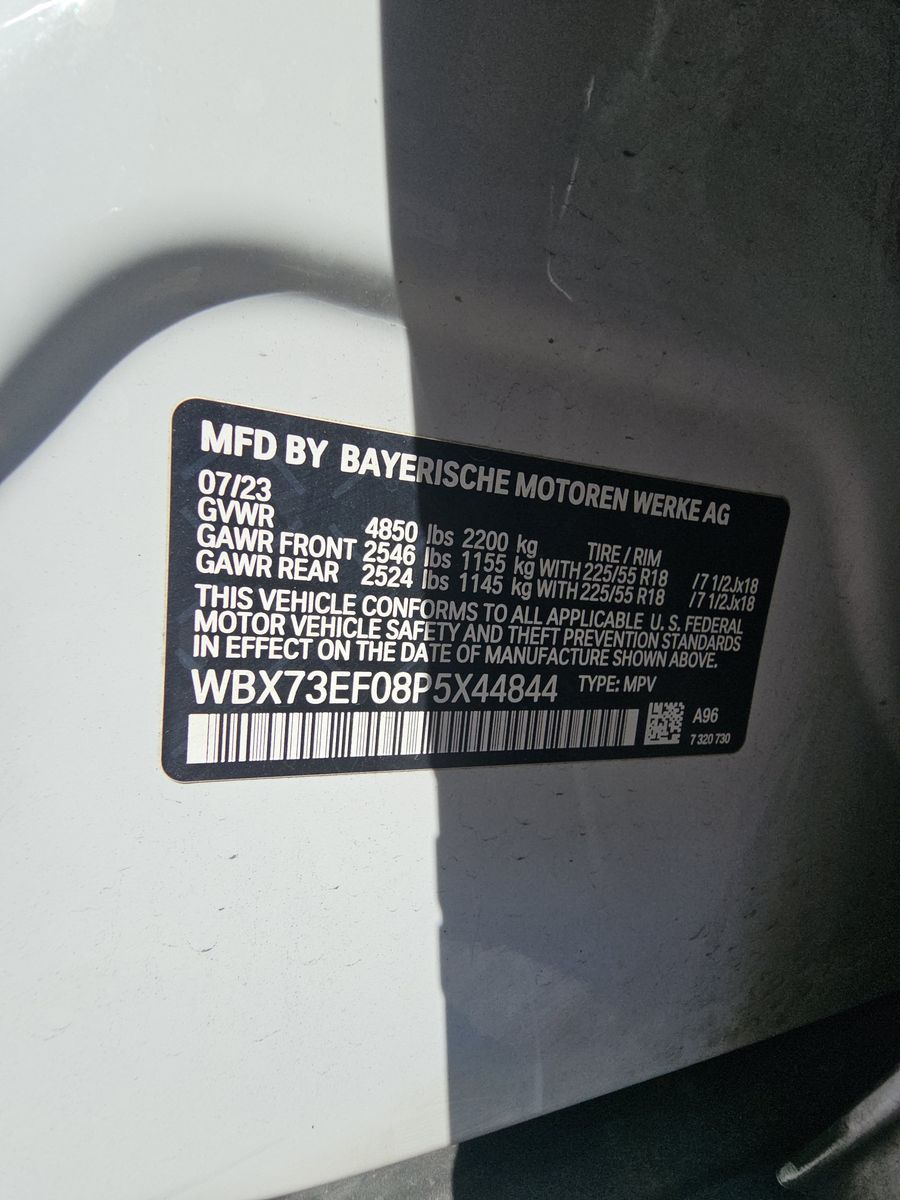 MFD BY BAYERISCHE MOTOREN WERKE AG
07/23
GVWR 4850 lbs 2200 kg TIRE / RIM
GAWR FRONT 2546 lbs 1155 kg WITH 225/55 R18 /7 1/2Jx18
GAWR REAR 2524 lbs 1145 kg WITH 225/55 R18 /7 1/2Jx18
THIS VEHICLE CONFORMS TO ALL APPLICABLE U. S. FEDERAL
MOTOR VEHICLE SAFETY AND THEFT PREVENTION STANDARDS
IN EFFECT ON THE DATE OF MANUFACTURE SHOWN ABOVE.
WBX73EF08P5X44844 TYPE: MPV
A96
7 320 730